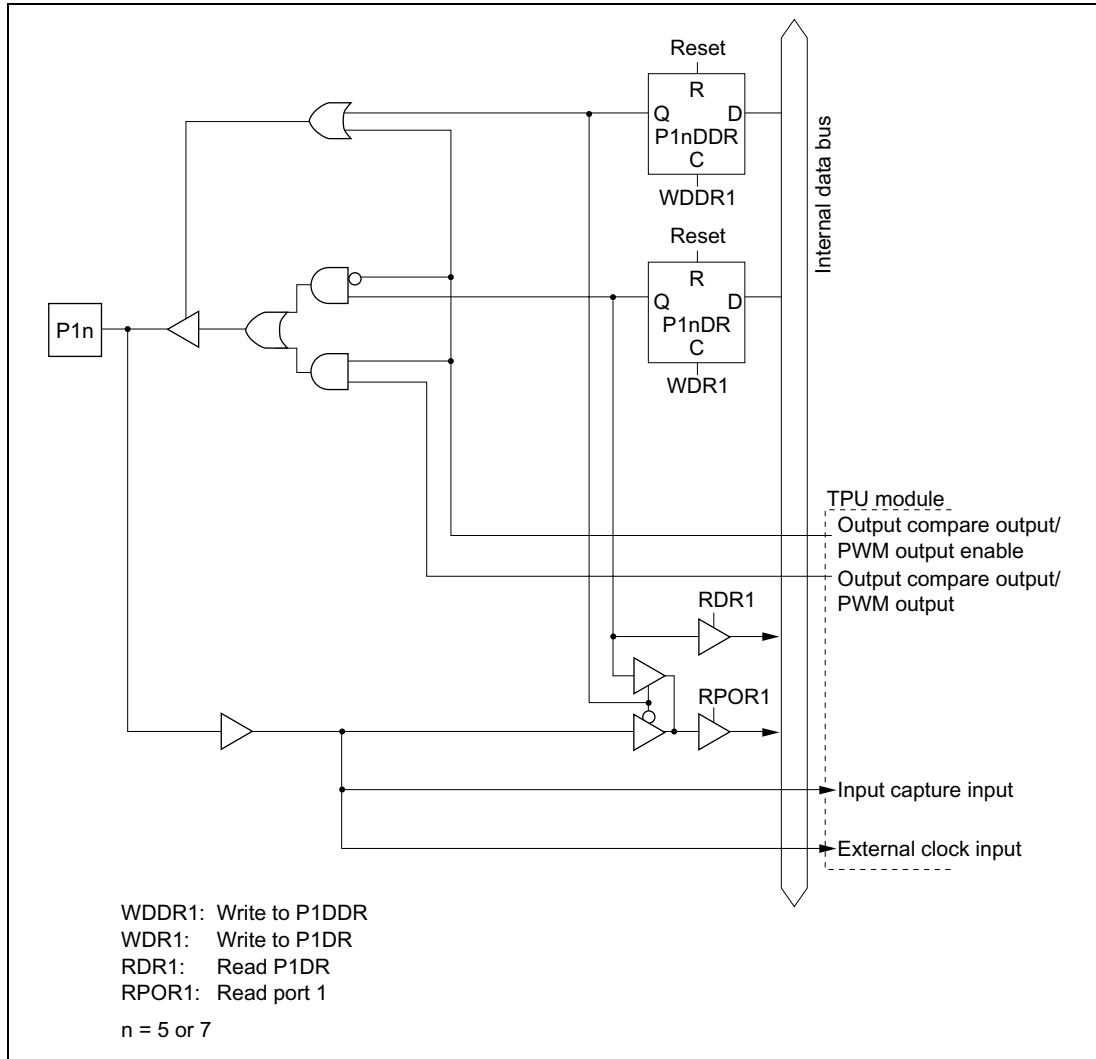 Reset
R
Q D
P1nDDR
C
WDDR1
Internal data bus
Reset
R
Q D
P1nDR
C
WDR1
P1n
TPU module
Output compare output/
PWM output enable
Output compare output/
PWM output
RDR1
RPOR1
Input capture input
External clock input
WDDR1: Write to P1DDR
WDR1: Write to P1DR
RDR1: Read P1DR
RPOR1: Read port 1
n = 5 or 7